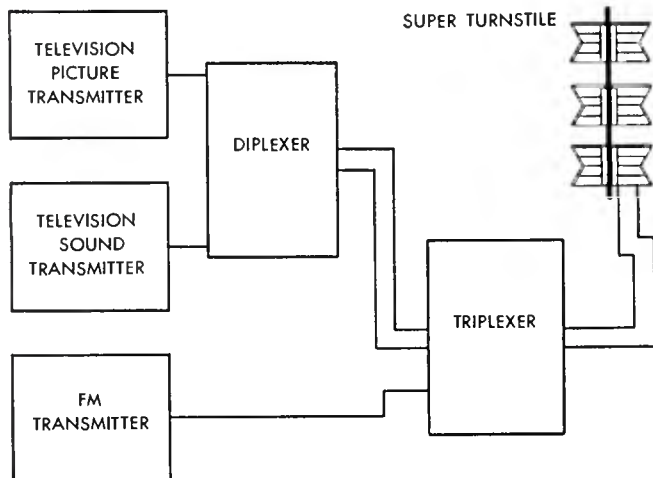 TELEVISION
PICTURE
TRANSMITTER
SUPER TURNSTILE
DIPLEXER
TELEVISION
SOUND
TRANSMITTER
TRIPLEXER
FM
TRANSMITTER